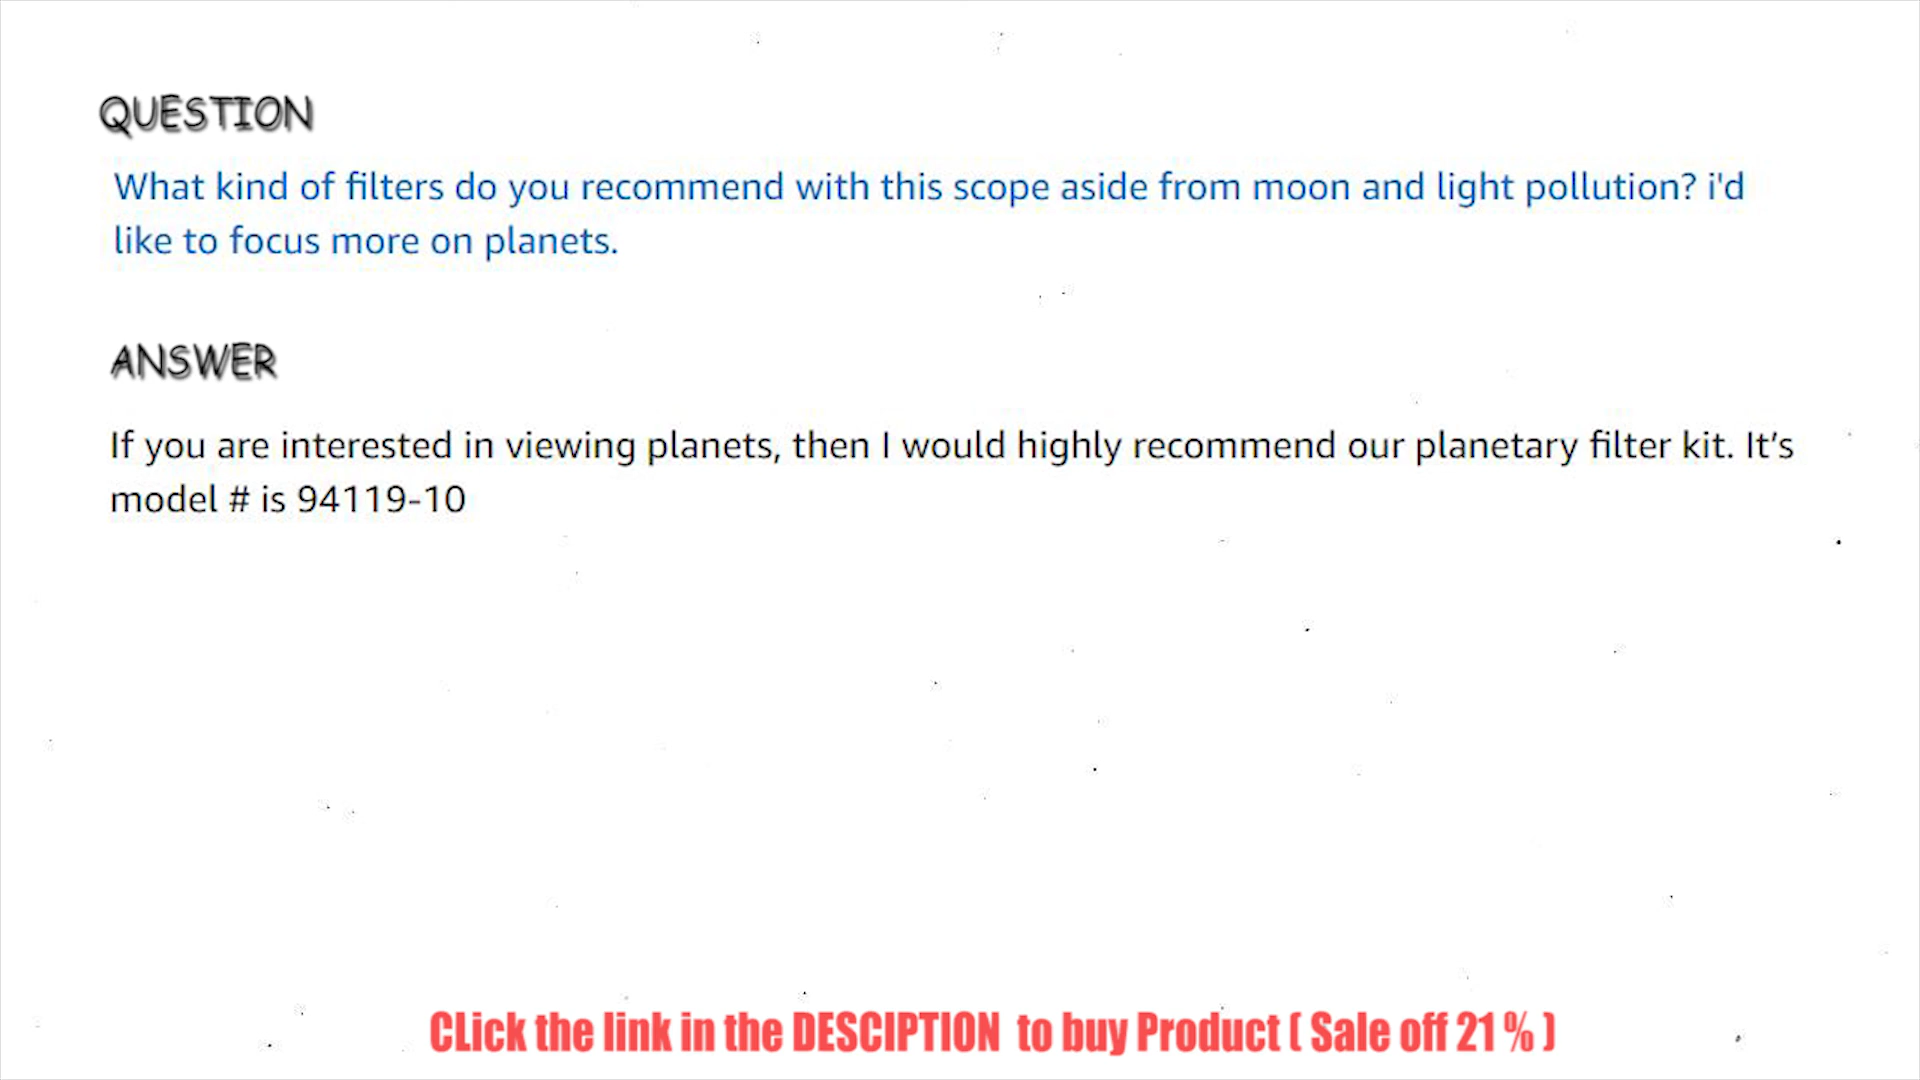 QUESTION
What kind of filters do you recommend with this scope aside from moon and light pollution? i'd
like to focus more on planets.
ANSWER
If you are interested in viewing planets, then I would highly recommend our planetary filter kit. It’s
model # is 94119-10
CLick the link in the DESCIPTION to buy Product ( Sale off 21 % )